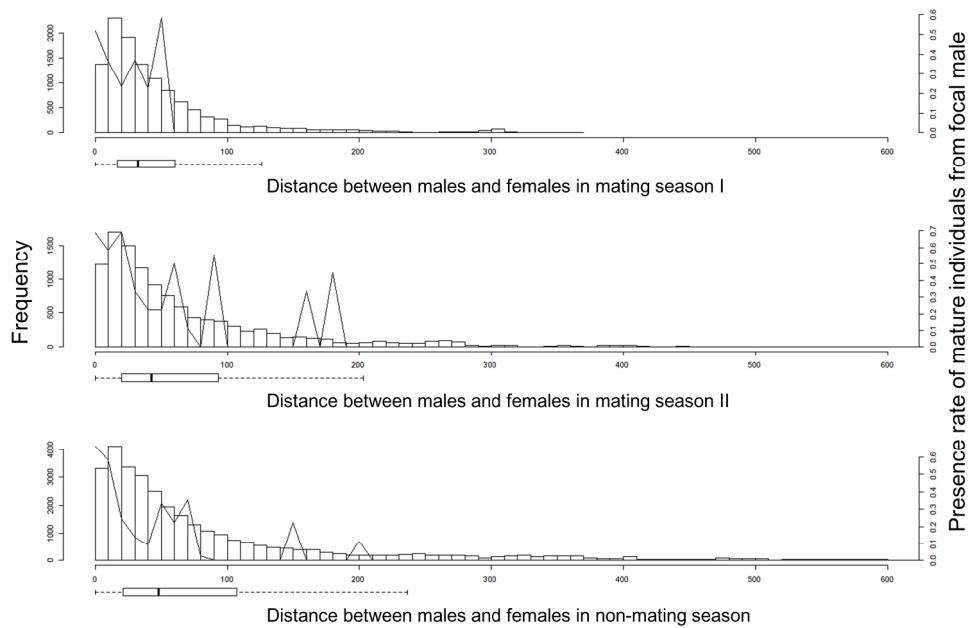 Frequency
Presence rate of mature individuals from focal male
0 500 1000 1500 2000
0.0 0.1 0.2 0.3 0.4 0.5 0.6
0 100 200 300 400 500 600
Distance between males and females in mating season I
0 500 1000 1500
0.0 0.1 0.2 0.3 0.4 0.5 0.6 0.7
0 100 200 300 400 500 600
Distance between males and females in mating season II
0 1000 2000 3000 4000
0.0 0.1 0.2 0.3 0.4 0.5 0.6
0 100 200 300 400 500 600
Distance between males and females in non-mating season